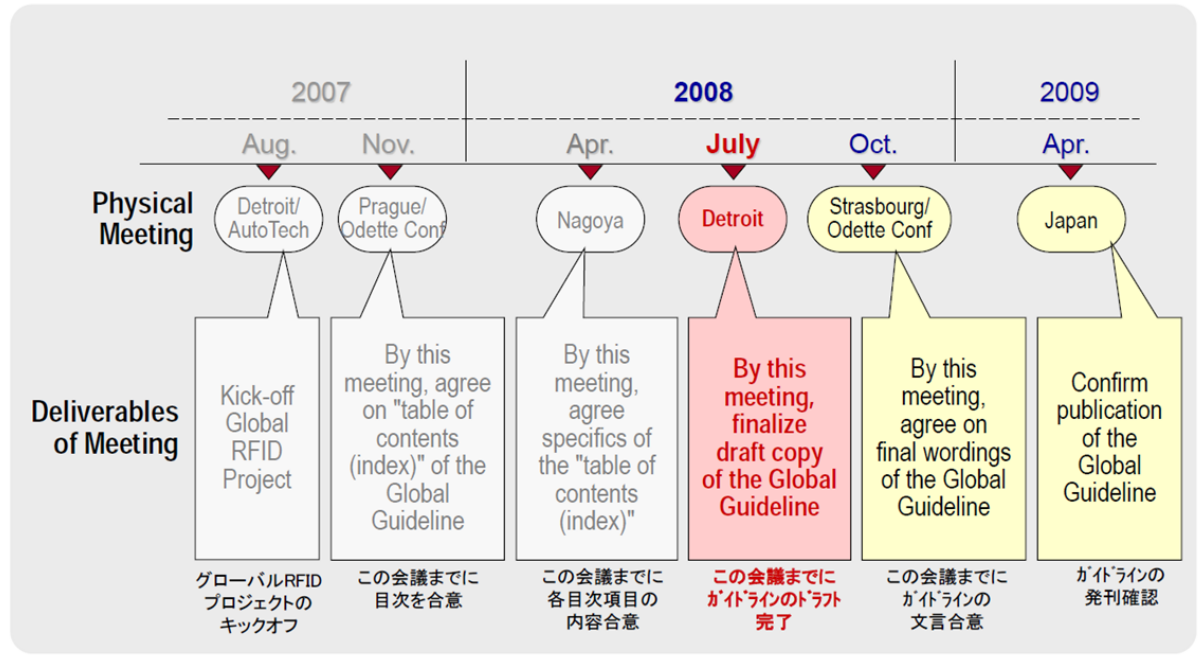 2007
2008
2009
Aug.
Nov.
Apr.
July
Oct.
Apr.
Physical
Meeting
Detroit/
AutoTech
Prague/
Odette Conf
Nagoya
Detroit
Strasbourg/
Odette Conf
Japan
Deliverables
of Meeting
Kick-off
Global
RFID
Project
By this
meeting, agree
on "table of
contents
(index)" of the
Global
Guideline
By this
meeting,
agree
specifics of
the "table of
contents
(index)"
By this
meeting,
finalize
draft copy
of the Global
Guideline
By this
meeting,
agree on
final wordings
of the Global
Guideline
Confirm
publication
of the
Global
Guideline
グローバルRFID
プロジェクトの
キックオフ
この会議までに
目次を合意
この会議までに
各目次項目の
内容合意
この会議までに
ｶﾞｲﾄﾞﾗｲﾝのﾄﾞﾗﾌﾄ
完了
この会議までに
ｶﾞｲﾄﾞﾗｲﾝの
文言合意
ｶﾞｲﾄﾞﾗｲﾝの
発刊確認